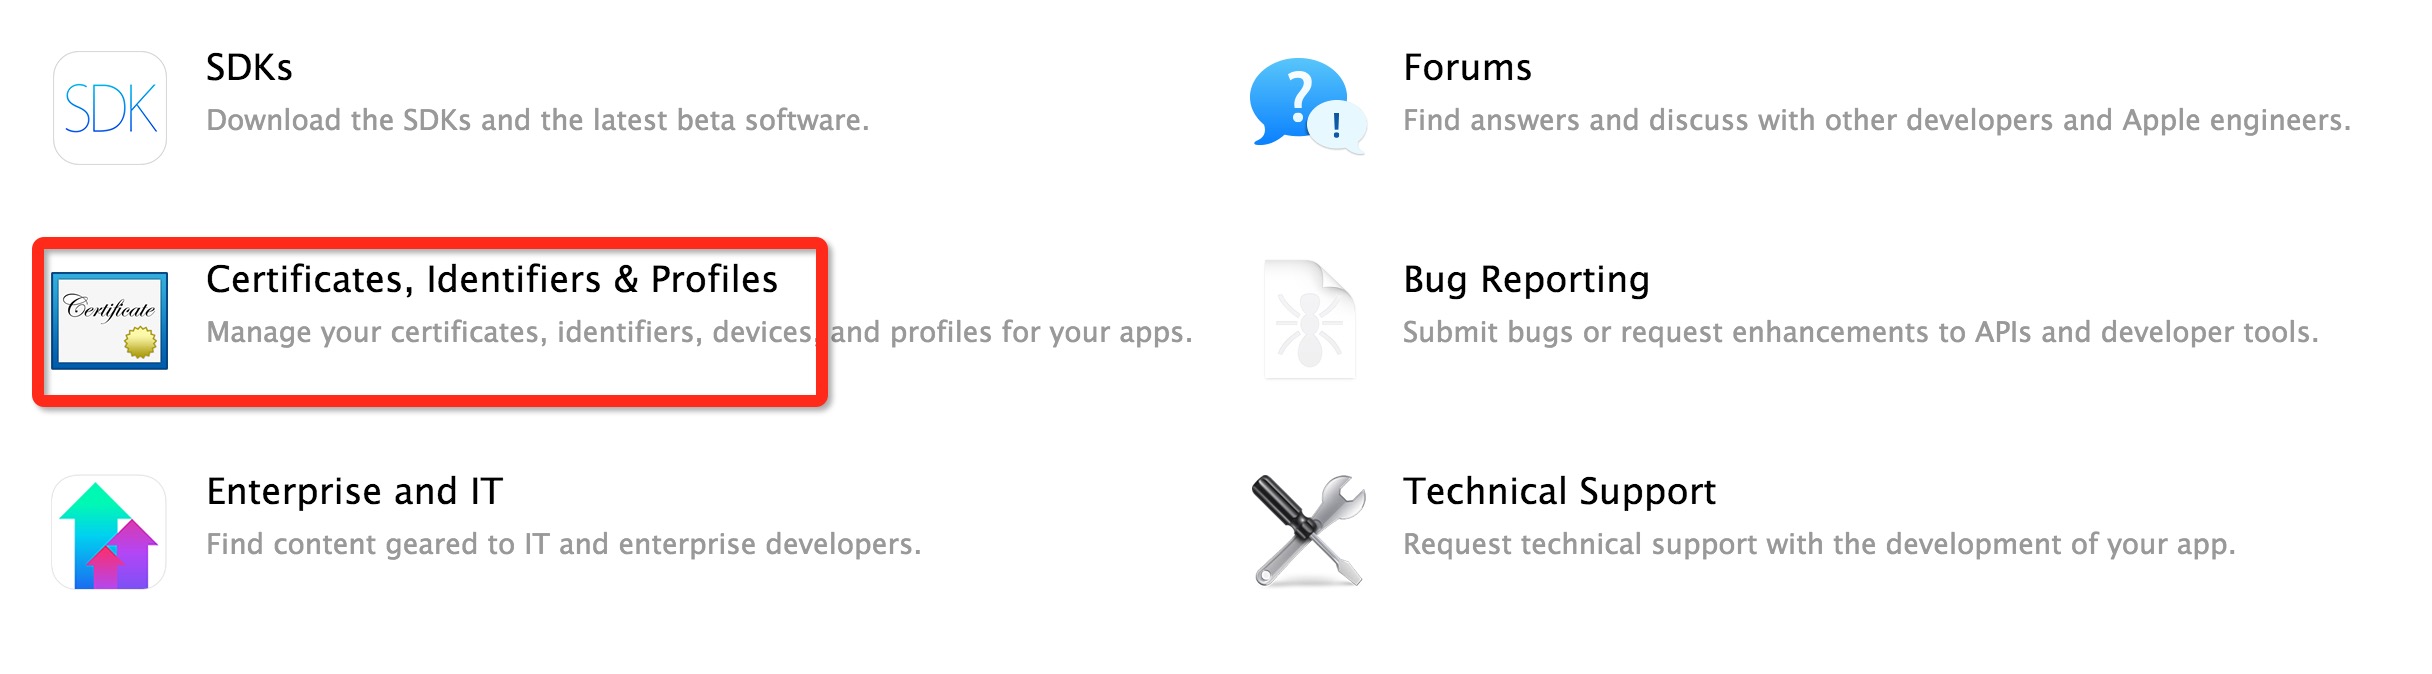 SDK
SDKs
Download the SDKs and the latest beta software.
?
!
Forums
Find answers and discuss with other developers and Apple engineers.
Certificate
Certificates, Identifiers & Profiles
Manage your certificates, identifiers, devices, and profiles for your apps.
Bug Reporting
Submit bugs or request enhancements to APIs and developer tools.
Enterprise and IT
Find content geared to IT and enterprise developers.
Technical Support
Request technical support with the development of your app.